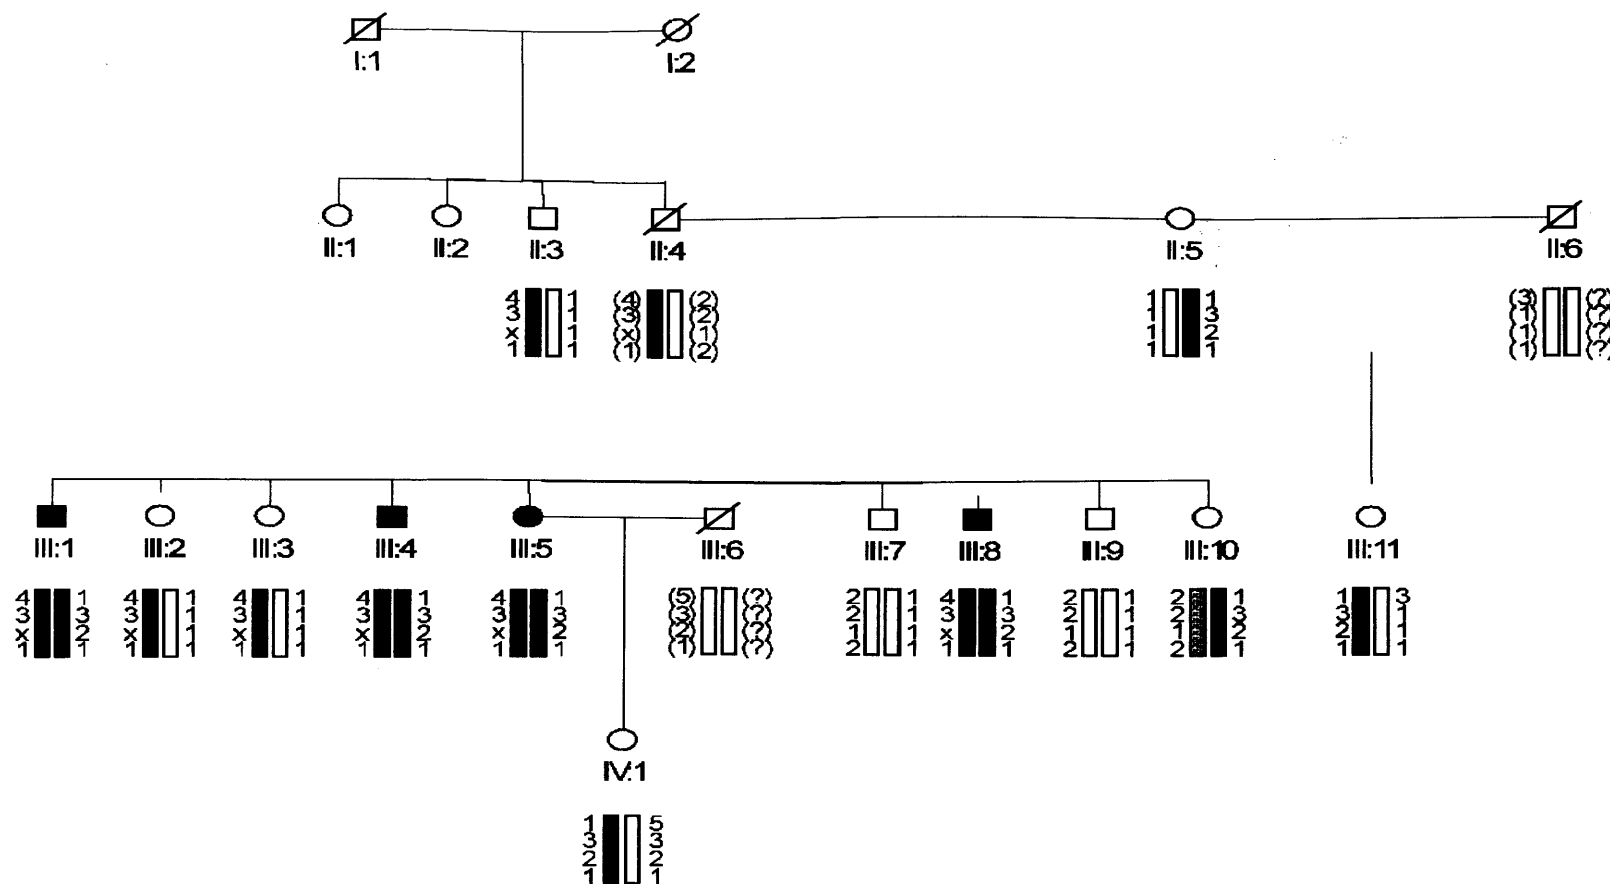 I:1 I:2
II:1 II:2 II:3 II:4 II:5 II:6
4 1 (4) (2) 1 1 (3) (?)
3 1 (3) (2) 1 3 (1) (?)
x 1 (x) (1) 1 2 (1) (?)
1 1 (1) (2) 1 1 (1) (?)
III:1 III:2 III:3 III:4 III:5 III:6 III:7 III:8 III:9 III:10 III:11
4 1 4 1 4 1 4 1 4 1 (5) (?) 2 1 4 1 2 1 2 1 1 3
3 3 3 1 3 1 3 3 3 3 (3) (?) 2 1 3 3 2 1 2 3 3 1
x 2 x 1 x 1 x 2 x 2 (2) (?) 1 1 x 2 1 1 1 2 2 1
1 1 1 1 1 1 1 1 1 1 (1) (?) 2 1 1 1 2 1 2 1 1 1
IV:1
1 5
3 3
2 2
1 1